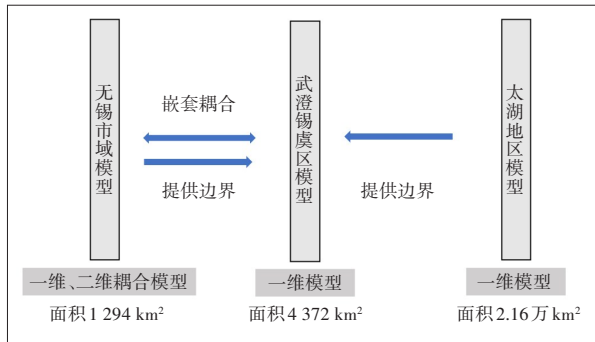 无锡市域模型
嵌套耦合
提供边界
武澄锡虞区模型
提供边界
太湖地区模型
一维、二维耦合模型
一维模型
一维模型
面积1 294 km²
面积4 372 km²
面积2.16万km²